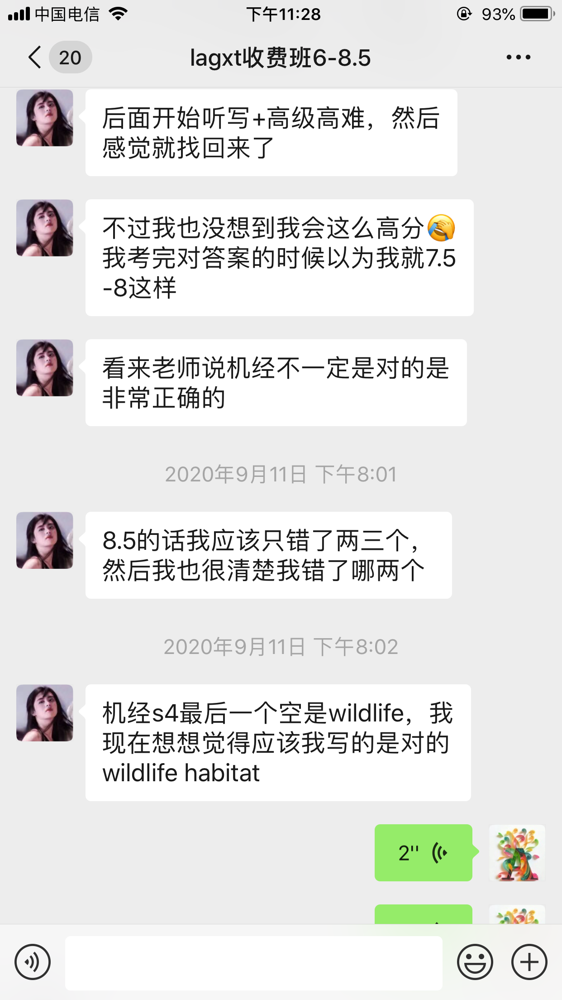 中国电信
下午11:28
93%
20
lagxt收费班6-8.5
后面开始听写+高级高难，然后
感觉就找回来了
不过我也没想到我会这么高分🤦
我考完对答案的时候以为我就7.5
-8这样
看来老师说机经不一定是对的是
非常正确的
2020年9月11日 下午8:01
8.5的话我应该只错了两三个，
然后我也很清楚我错了哪两个
2020年9月11日 下午8:02
机经s4最后一个空是wildlife，我
现在想想觉得应该我写的是对的
wildlife habitat
2"